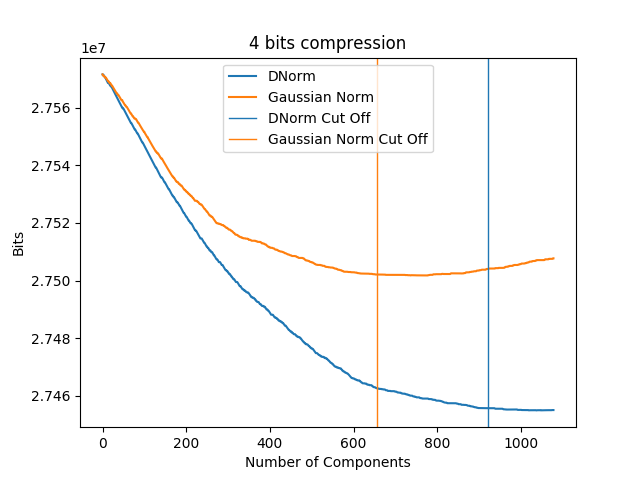 4 bits compression
1e7
DNorm
Gaussian Norm
DNorm Cut Off
Gaussian Norm Cut Off
2.756
2.754
2.752
2.750
2.748
2.746
Bits
0 200 400 600 800 1000
Number of Components